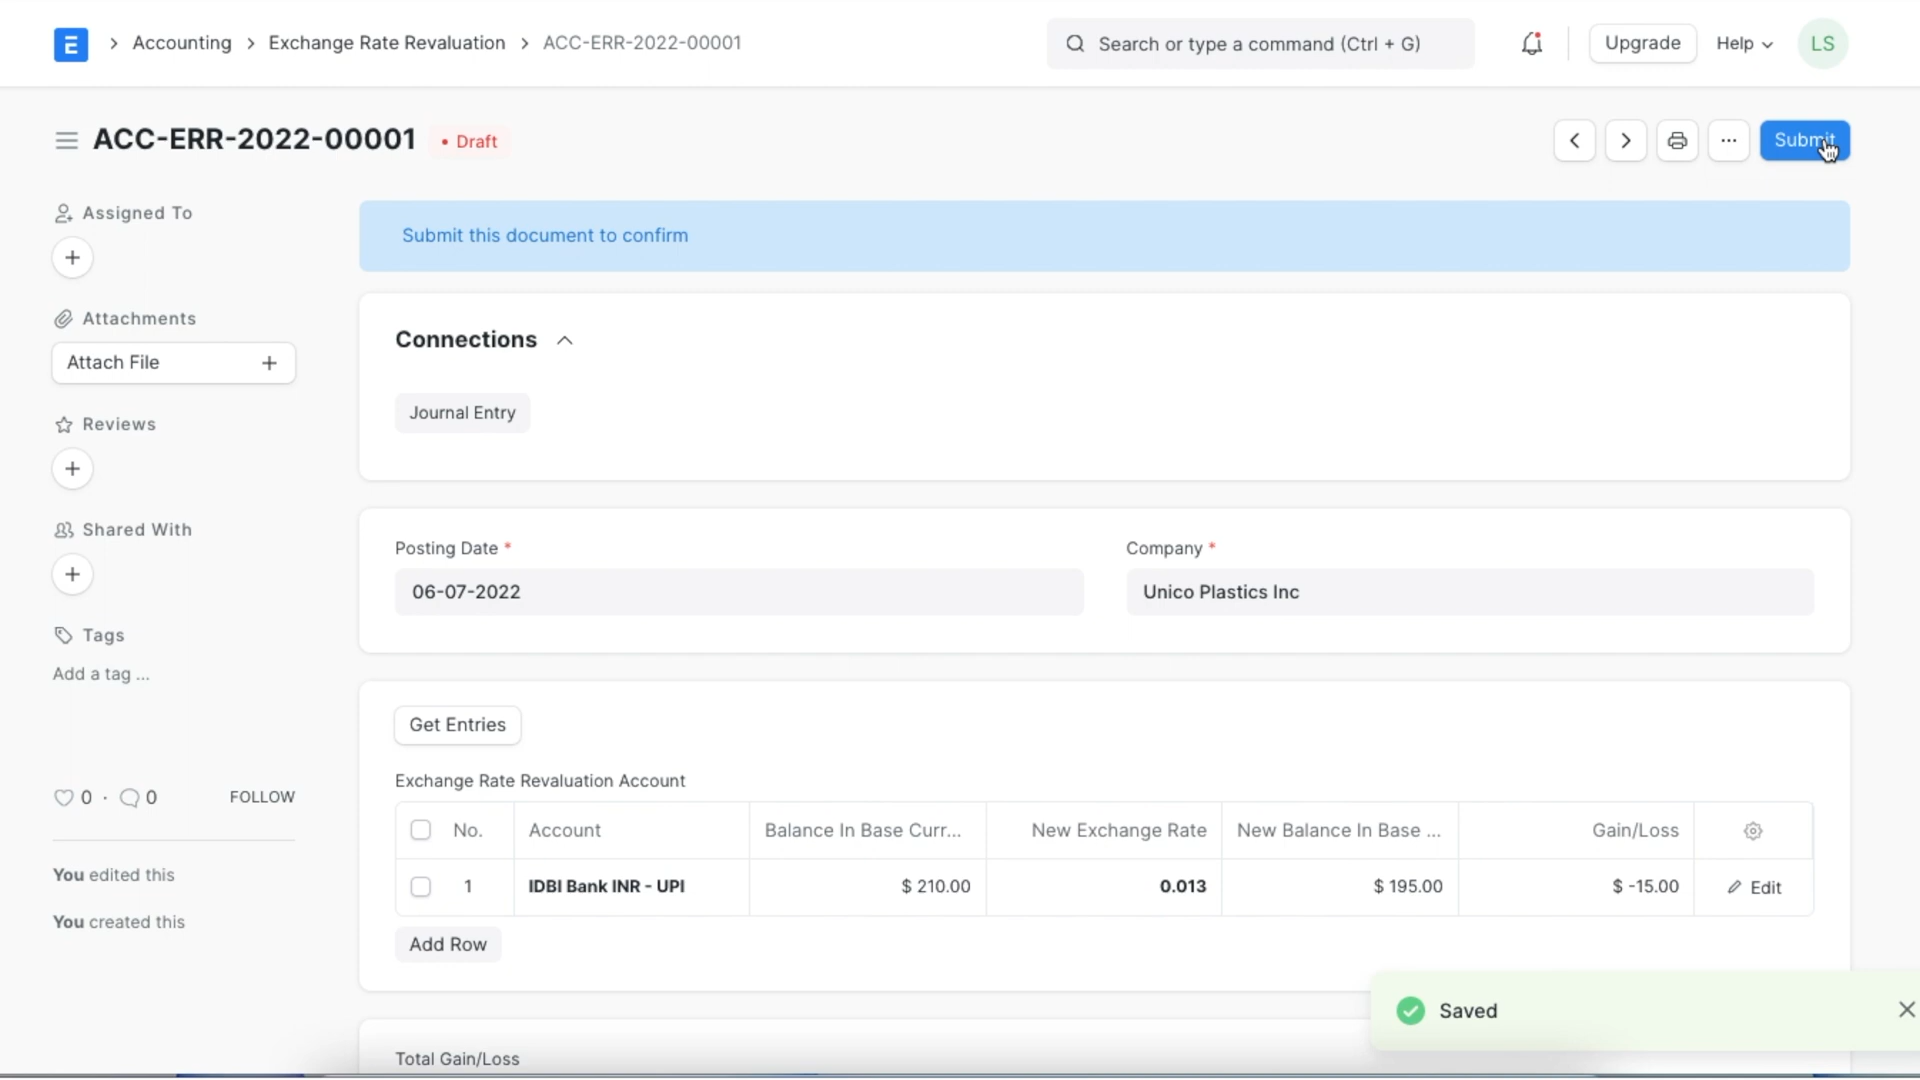 E > Accounting > Exchange Rate Revaluation > ACC-ERR-2022-00001
Search or type a command (Ctrl + G)
Upgrade
Help
LS
ACC-ERR-2022-00001
• Draft
Submit
Assigned To
+
Attachments
Attach File +
Reviews
+
Shared With
+
Tags
Add a tag ...
0 · 0 FOLLOW
You edited this
You created this
Submit this document to confirm
Connections
Journal Entry
Posting Date *
06-07-2022
Company *
Unico Plastics Inc
Get Entries
Exchange Rate Revaluation Account
No. Account Balance In Base Curr... New Exchange Rate New Balance In Base ... Gain/Loss
1 IDBI Bank INR - UPI $ 210.00 0.013 $ 195.00 $ -15.00 Edit
Add Row
Saved
Total Gain/Loss